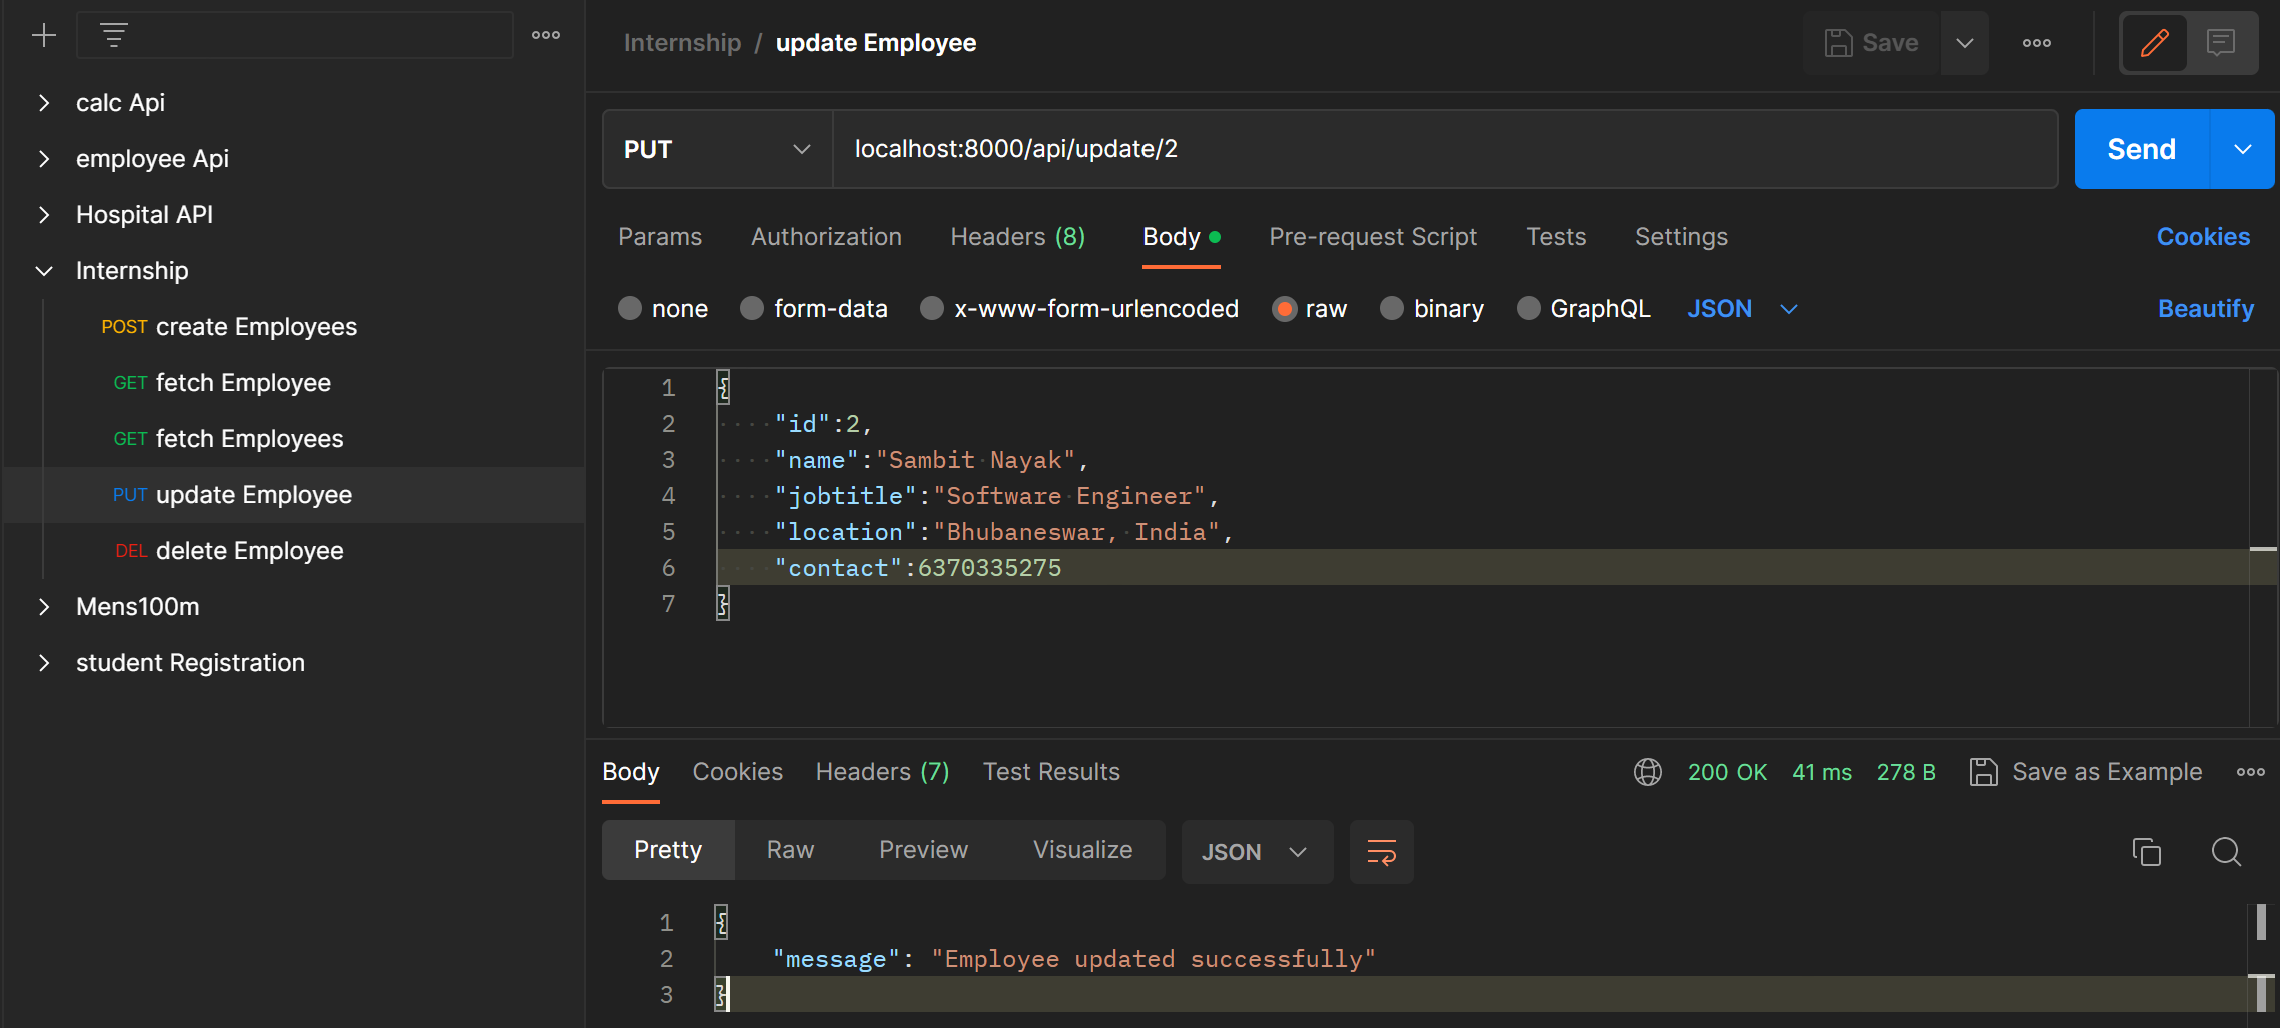 calc Api
employee Api
Hospital API
Internship
POST create Employees
GET fetch Employee
GET fetch Employees
PUT update Employee
DEL delete Employee
Mens100m
student Registration
Internship / update Employee
Save
PUT localhost:8000/api/update/2 Send
Params Authorization Headers (8) Body Pre-request Script Tests Settings Cookies
none form-data x-www-form-urlencoded raw binary GraphQL JSON Beautify
1 {
2 "id":2,
3 "name":"Sambit Nayak",
4 "jobtitle":"Software Engineer",
5 "location":"Bhubaneswar, India",
6 "contact":6370335275
7 }
Body Cookies Headers (7) Test Results 200 OK 41 ms 278 B Save as Example
Pretty Raw Preview Visualize JSON
1 {
2 "message": "Employee updated successfully"
3 }